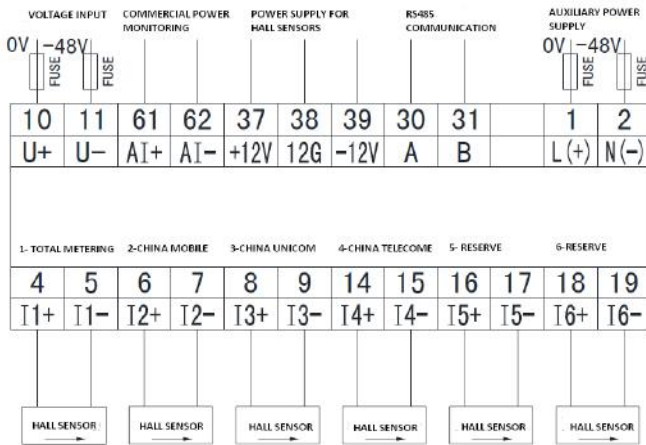 VOLTAGE INPUT COMMERCIAL POWER MONITORING POWER SUPPLY FOR HALL SENSORS RS485 COMMUNICATION AUXILIARY POWER SUPPLY
0V -48V 0V -48V
FUSE FUSE FUSE FUSE
10 11 61 62 37 38 39 30 31 1 2
U+ U- AI+ AI- +12V 12G -12V A B L(+) N(-)
1- TOTAL METERING 2-CHINA MOBILE 3-CHINA UNICOM 4-CHINA TELECOME 5- RESERVE 6-RESERVE
4 5 6 7 8 9 14 15 16 17 18 19
I1+ I1- I2+ I2- I3+ I3- I4+ I4- I5+ I5- I6+ I6-
HALL SENSOR HALL SENSOR HALL SENSOR HALL SENSOR HALL SENSOR HALL SENSOR